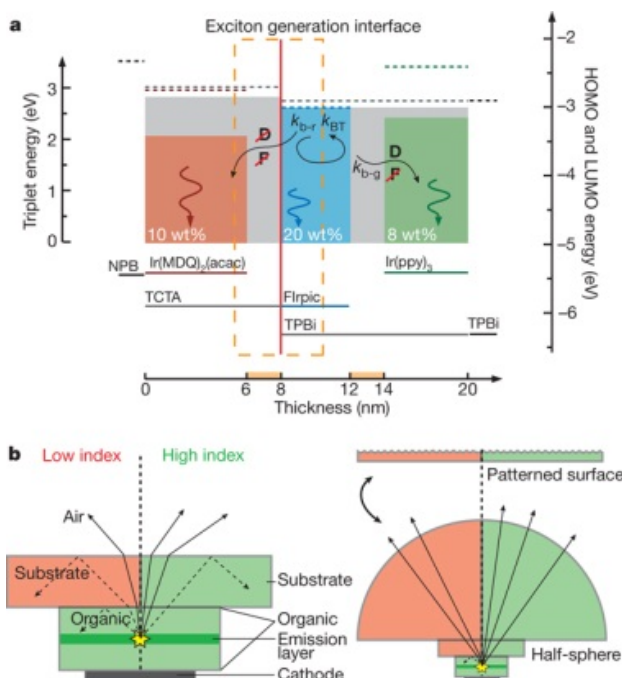 a
Exciton generation interface
Triplet energy (eV)
3
2
1
0
HOMO and LUMO energy (eV)
–2
–3
–4
–5
–6
D
F
k b-r
k BT
k b-g
D
F
10 wt%
20 wt%
8 wt%
NPB
Ir(MDQ)2(acac)
Ir(ppy)3
TCTA
FIrpic
TPBi
TPBi
0 6 8 12 14 20
Thickness (nm)
b
Low index
High index
Air
Substrate
Organic
Substrate
Organic
Emission
layer
Cathode
Patterned surface
Half-sphere